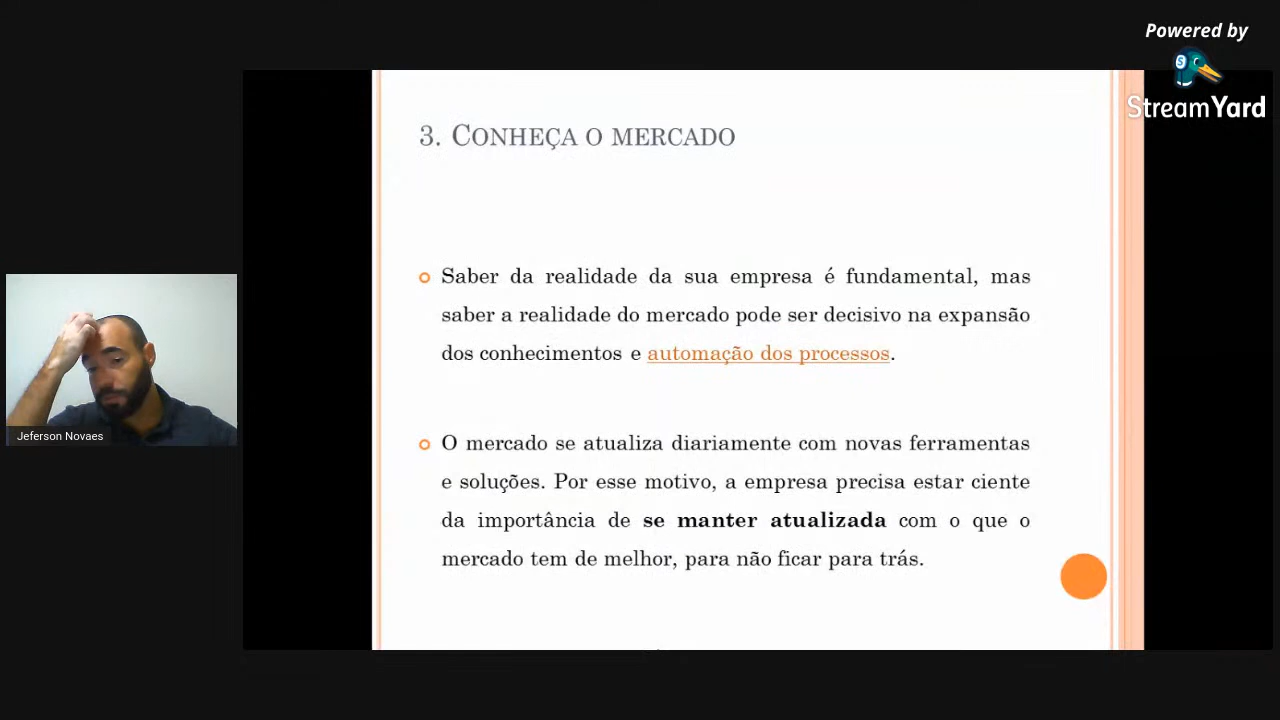 Powered by
StreamYard
3. CONHEÇA O MERCADO
Saber da realidade da sua empresa é fundamental, mas
saber a realidade do mercado pode ser decisivo na expansão
dos conhecimentos e automação dos processos.
O mercado se atualiza diariamente com novas ferramentas
e soluções. Por esse motivo, a empresa precisa estar ciente
da importância de se manter atualizada com o que o
mercado tem de melhor, para não ficar para trás.
Jeferson Novaes